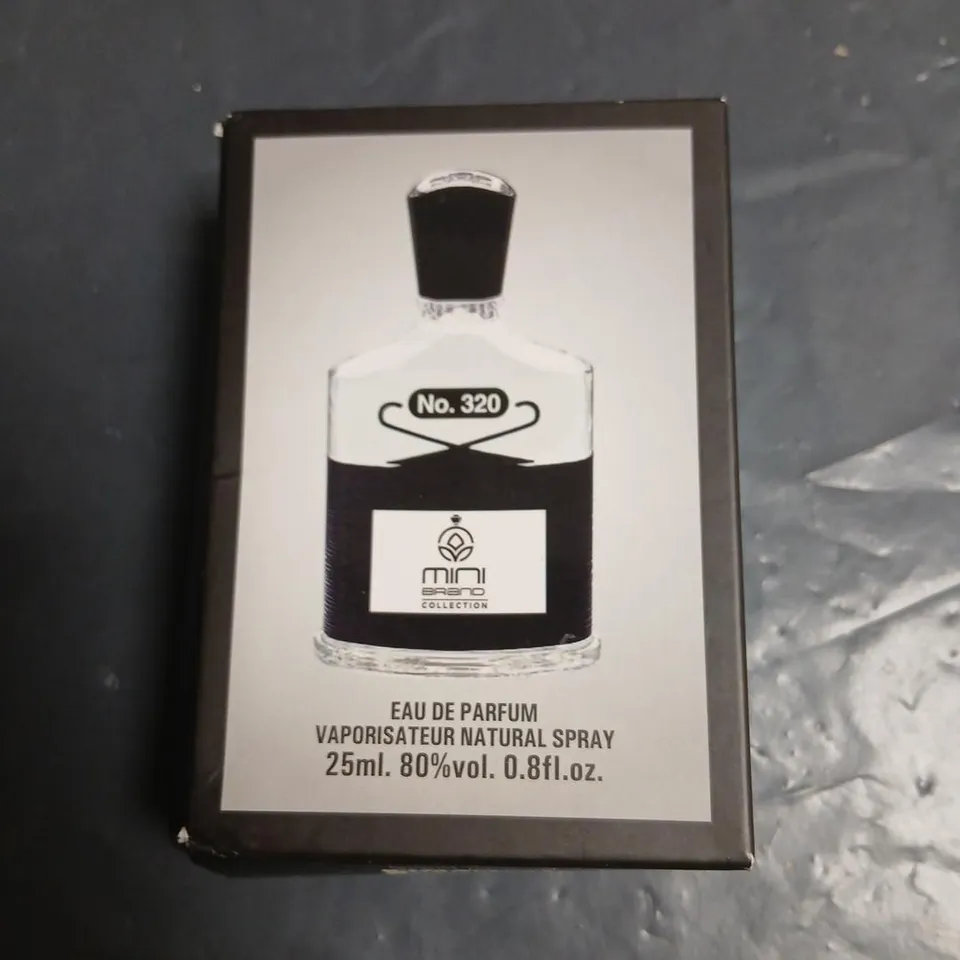 No. 320
mini
BRAND
COLLECTION
EAU DE PARFUM
VAPORISATEUR NATURAL SPRAY
25ml. 80%vol. 0.8fl.oz.